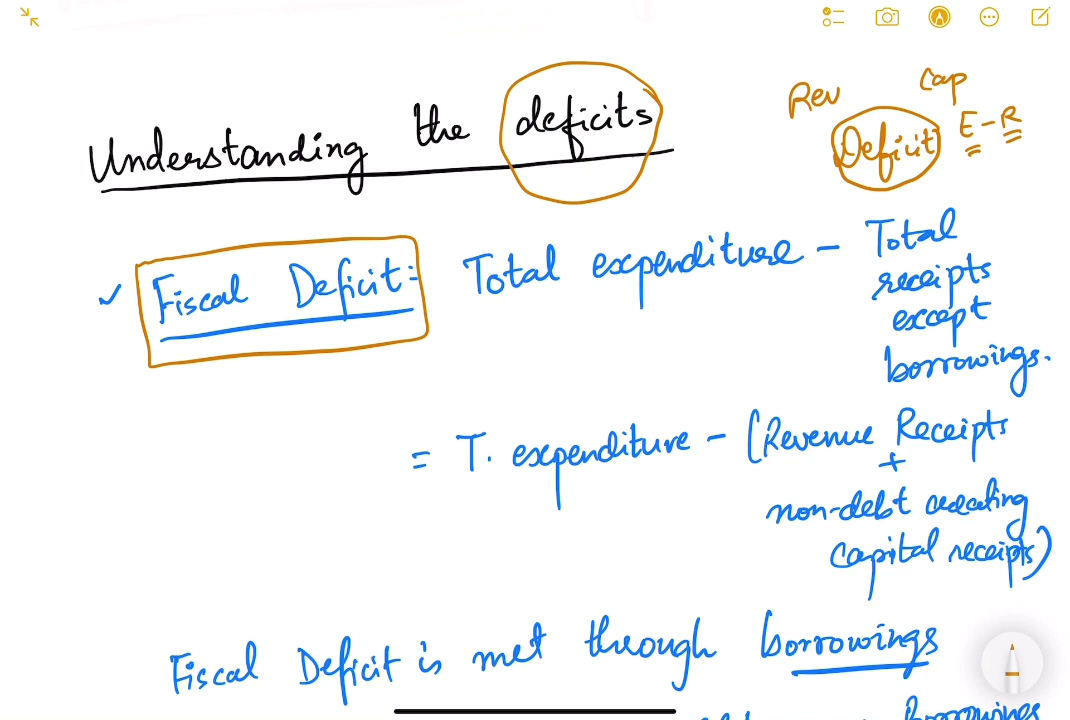 Rev Cap
Understanding the deficits
Deficit E-R
Fiscal Deficit: Total expenditure - Total
receipts
except
borrowings.
= T. expenditure - (Revenue Receipts
+
non-debt creating
capital receipts)
Fiscal Deficit is met through borrowings
borrowings